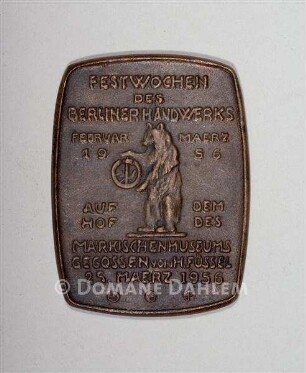 FESTWOCHEN
DES
BERLINER HANDWERKS
FEBRUAR MAERZ
19 56
AUF DEM
HOF DES
MÄRKISCHEN MUSEUMS
GEGOSSEN V. H. FÜSSEL
25. MAERZ 1956
© DOMÄNE DAHLEM